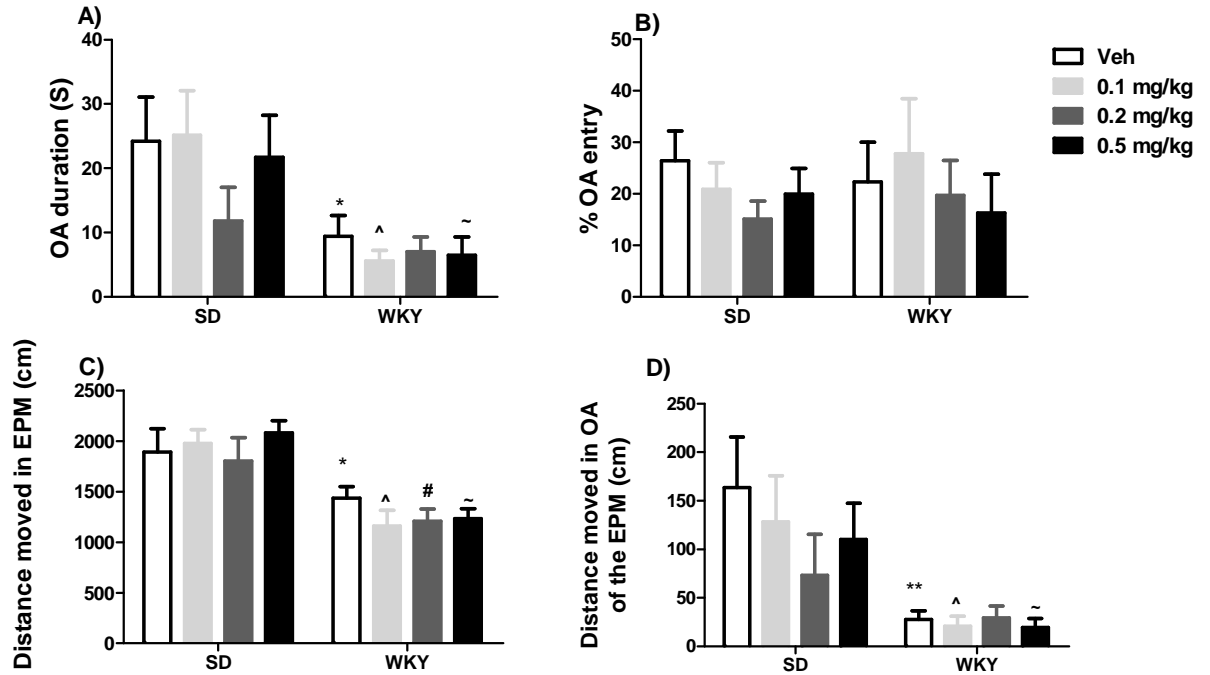 A)
OA duration (S)
40
30
20
10
0
*
^
~
SD
WKY
B)
% OA entry
50
40
30
20
10
0
SD
WKY
Veh
0.1 mg/kg
0.2 mg/kg
0.5 mg/kg
C)
Distance moved in EPM (cm)
2500
2000
1500
1000
500
0
*
^
#
~
SD
WKY
D)
Distance moved in OA
of the EPM (cm)
250
200
150
100
50
0
**
^
~
SD
WKY